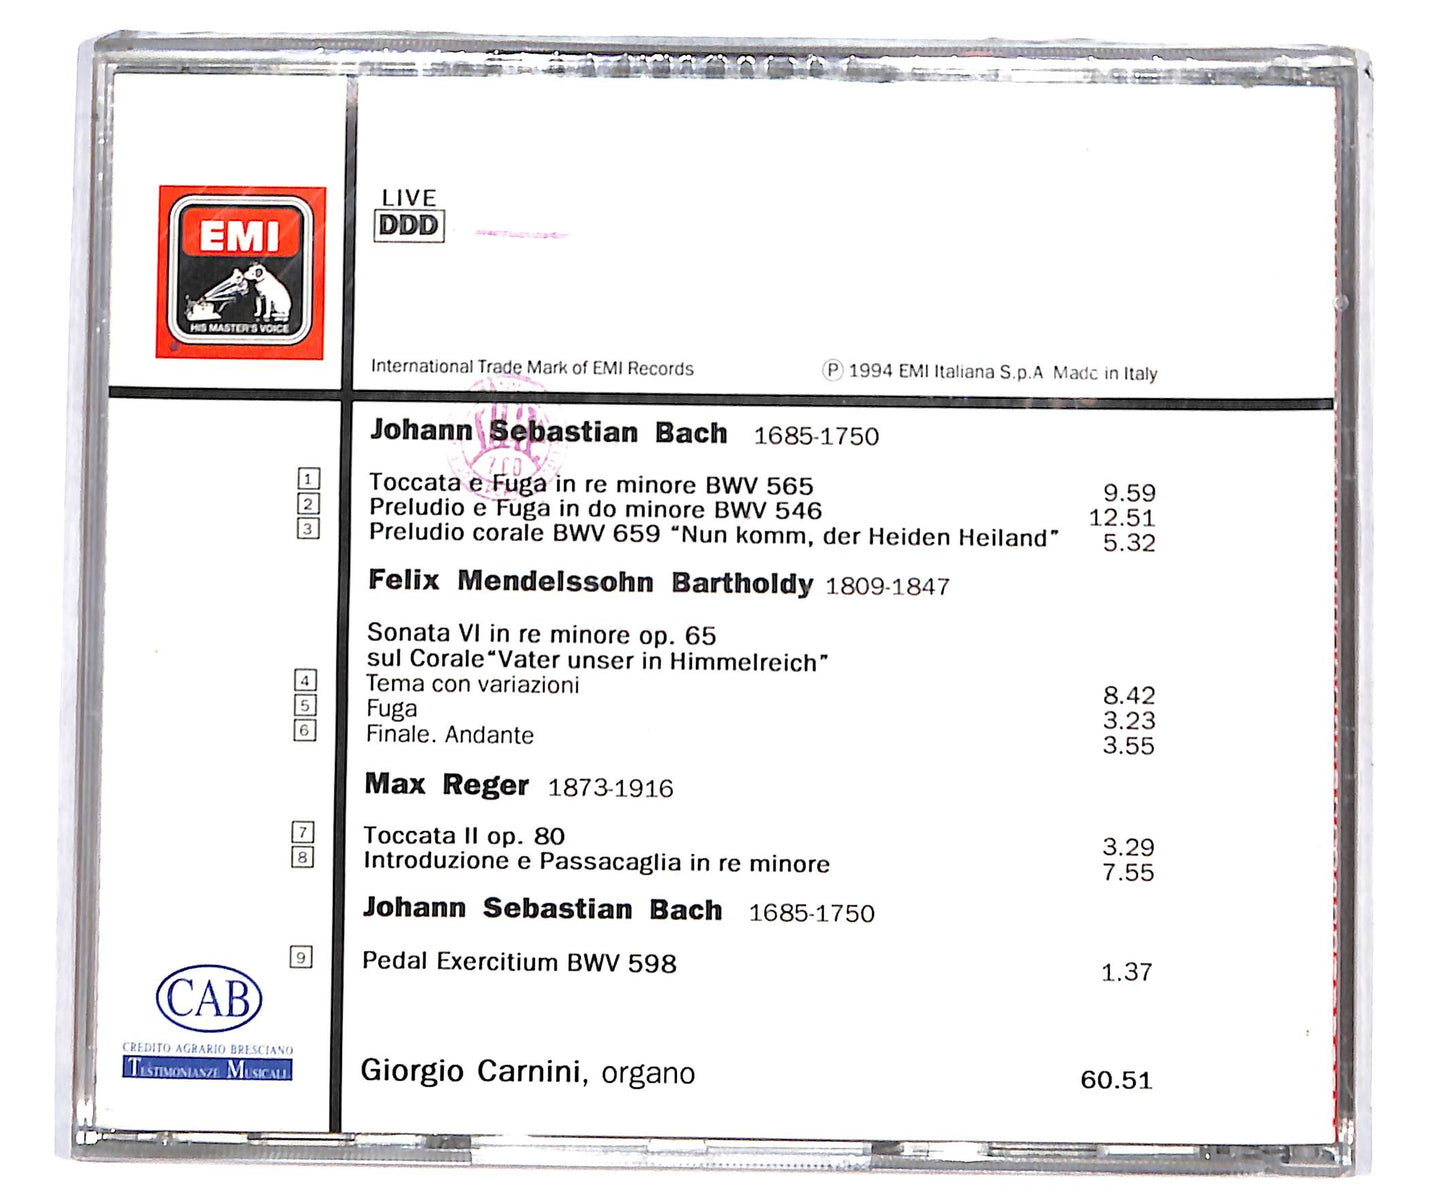 EMI
HIS MASTER'S VOICE
LIVE
DDD
International Trade Mark of EMI Records
Ⓟ 1994 EMI Italiana S.p.A Made in Italy
Johann Sebastian Bach 1685-1750
1 Toccata e Fuga in re minore BWV 565 9.59
2 Preludio e Fuga in do minore BWV 546 12.51
3 Preludio corale BWV 659 “Nun komm, der Heiden Heiland” 5.32
Felix Mendelssohn Bartholdy 1809-1847
Sonata VI in re minore op. 65
sul Corale“Vater unser in Himmelreich”
4 Tema con variazioni 8.42
5 Fuga 3.23
6 Finale. Andante 3.55
Max Reger 1873-1916
7 Toccata II op. 80 3.29
8 Introduzione e Passacaglia in re minore 7.55
Johann Sebastian Bach 1685-1750
9 Pedal Exercitium BWV 598 1.37
CAB
CREDITO AGRARIO BRESCIANO
TESTIMONIANZE MUSICALI
Giorgio Carnini, organo 60.51